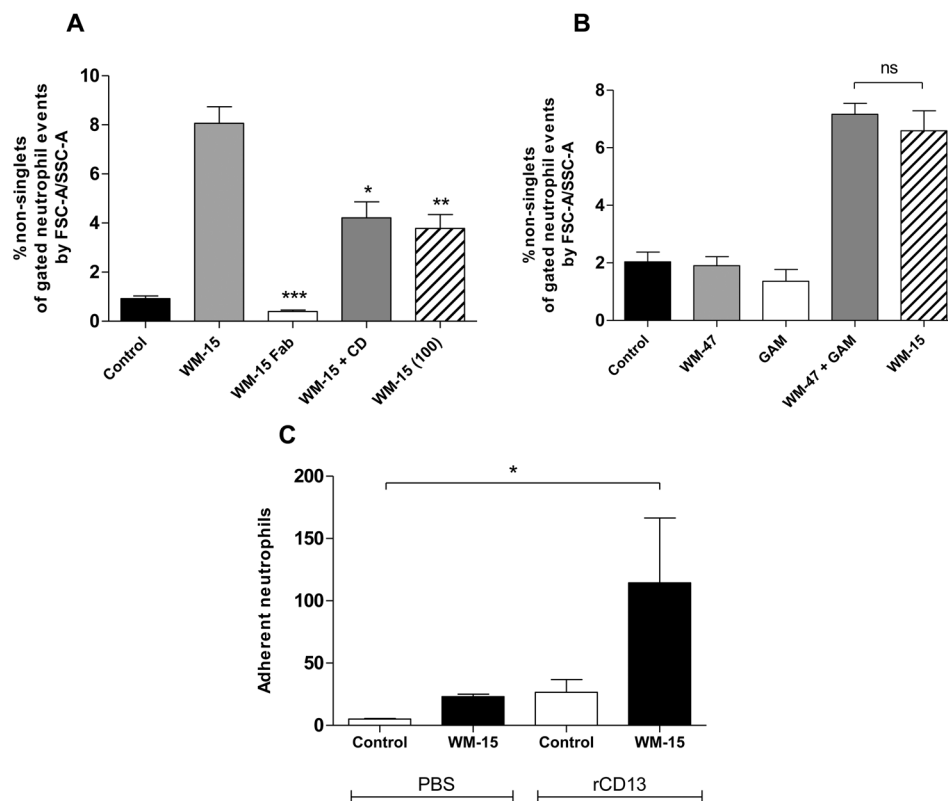 A
% non-singlets
of gated neutrophil events
by FSC-A/SSC-A
10
8
6
4
2
0
***
*
**
Control
WM-15
WM-15 Fab
WM-15 + CD
WM-15 (100)
B
% non-singlets
of gated neutrophil events
by FSC-A/SSC-A
8
6
4
2
0
ns
Control
WM-47
GAM
WM-47 + GAM
WM-15
C
Adherent neutrophils
200
150
100
50
0
*
Control
WM-15
Control
WM-15
PBS
rCD13